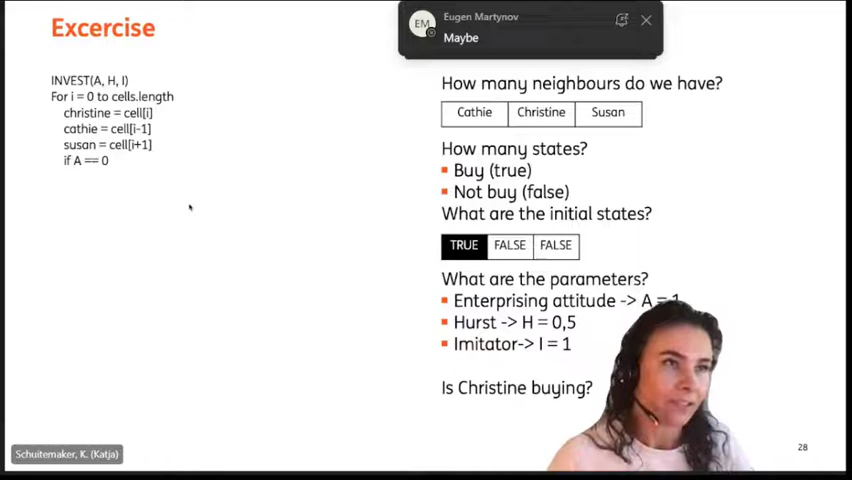 Excercise
INVEST(A, H, I)
For i = 0 to cells.length
christine = cell[i]
cathie = cell[i-1]
susan = cell[i+1]
if A == 0
EM
Eugen Martynov
Maybe
How many neighbours do we have?
Cathie Christine Susan
How many states?
Buy (true)
Not buy (false)
What are the initial states?
TRUE FALSE FALSE
What are the parameters?
Enterprising attitude -> A = 1
Hurst -> H = 0,5
Imitator-> I = 1
Is Christine buying?
Schuitemaker, K. (Katja)
28